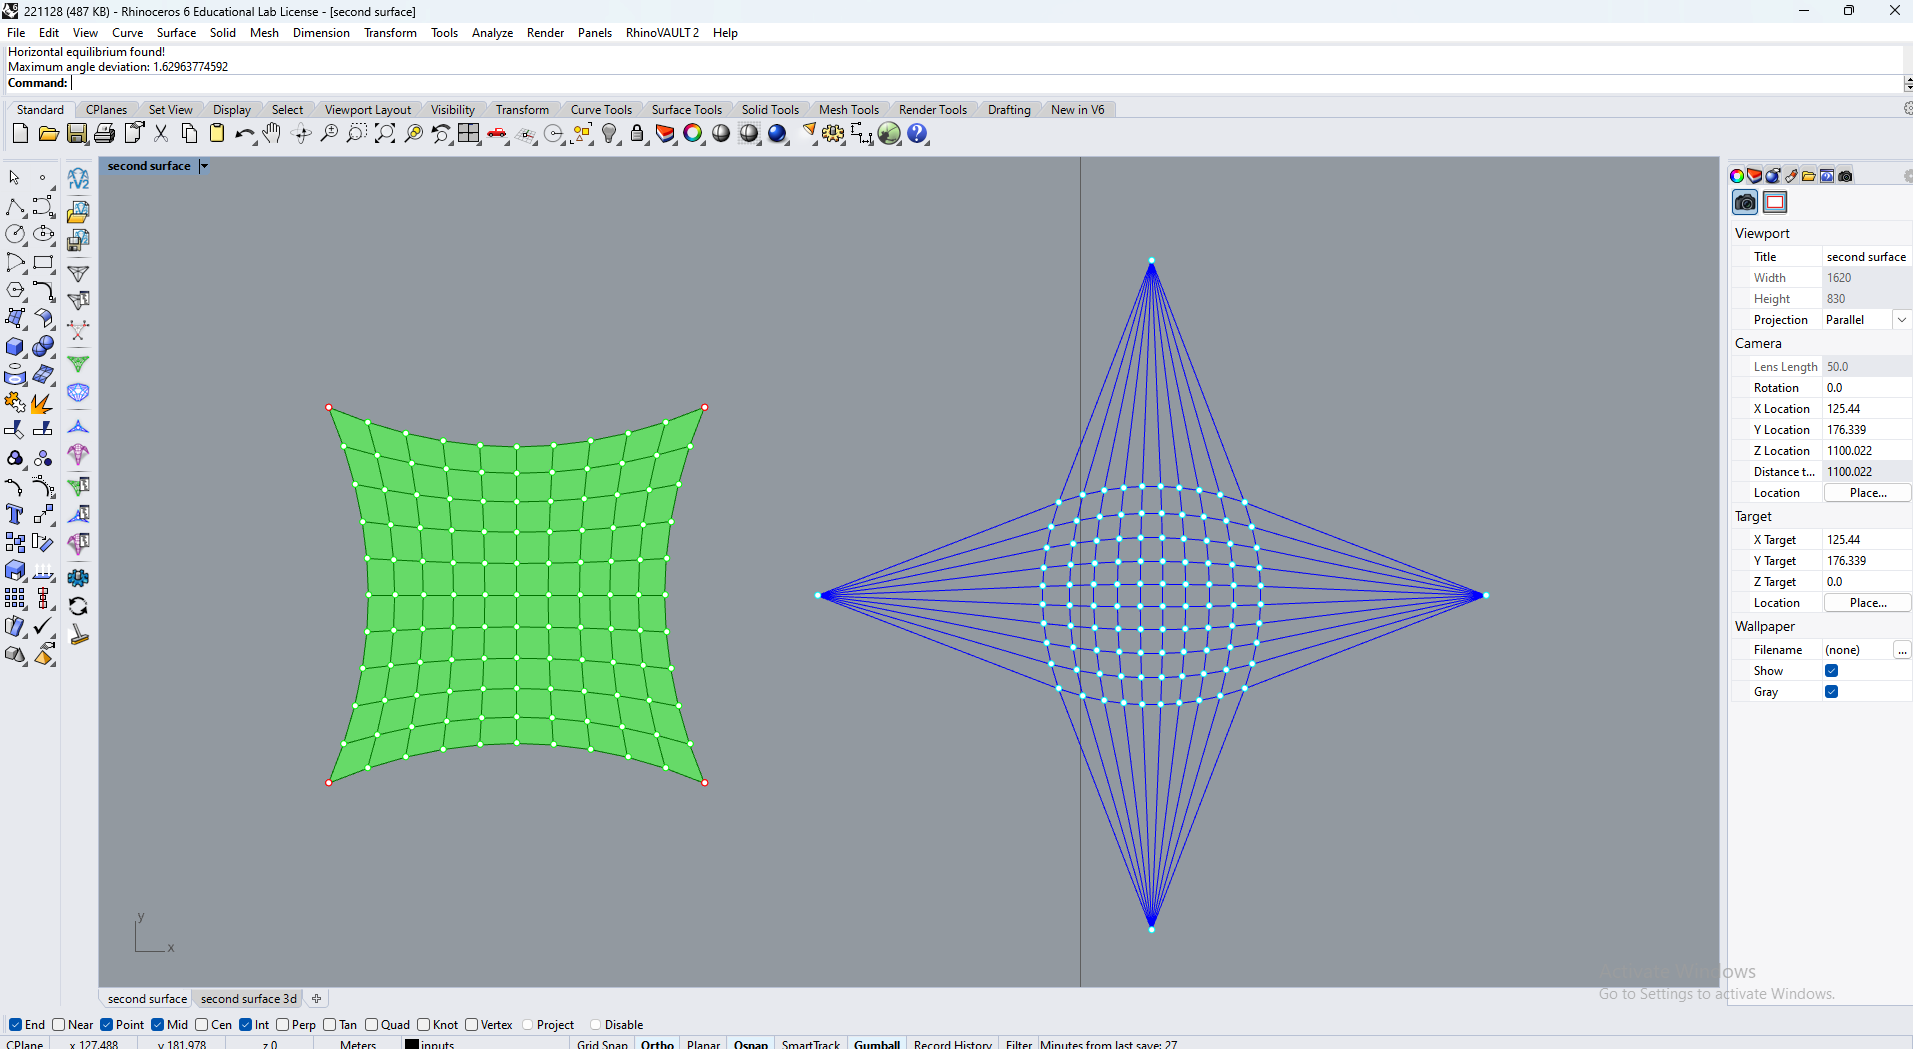 221128 (487 KB) - Rhinoceros 6 Educational Lab License - [second surface]
File Edit View Curve Surface Solid Mesh Dimension Transform Tools Analyze Render Panels RhinoVAULT 2 Help
Horizontal equilibrium found!
Maximum angle deviation: 1.62963774592
Command:
Standard CPlanes Set View Display Select Viewport Layout Visibility Transform Curve Tools Surface Tools Solid Tools Mesh Tools Render Tools Drafting New in V6
second surface
rV2
Viewport
Title second surface
Width 1620
Height 830
Projection Parallel
Camera
Lens Length 50.0
Rotation 0.0
X Location 125.44
Y Location 176.339
Z Location 1100.022
Distance t... 1100.022
Location Place...
Target
X Target 125.44
Y Target 176.339
Z Target 0.0
Location Place...
Wallpaper
Filename (none) ...
Show
Gray
y
x
Activate Windows
Go to Settings to activate Windows.
second surface second surface 3d
End Near Point Mid Cen Int Perp Tan Quad Knot Vertex Project Disable
CPlane x 127.488 y 181.978 z 0 Meters inputs Grid Snap Ortho Planar Osnap SmartTrack Gumball Record History Filter Minutes from last save: 27